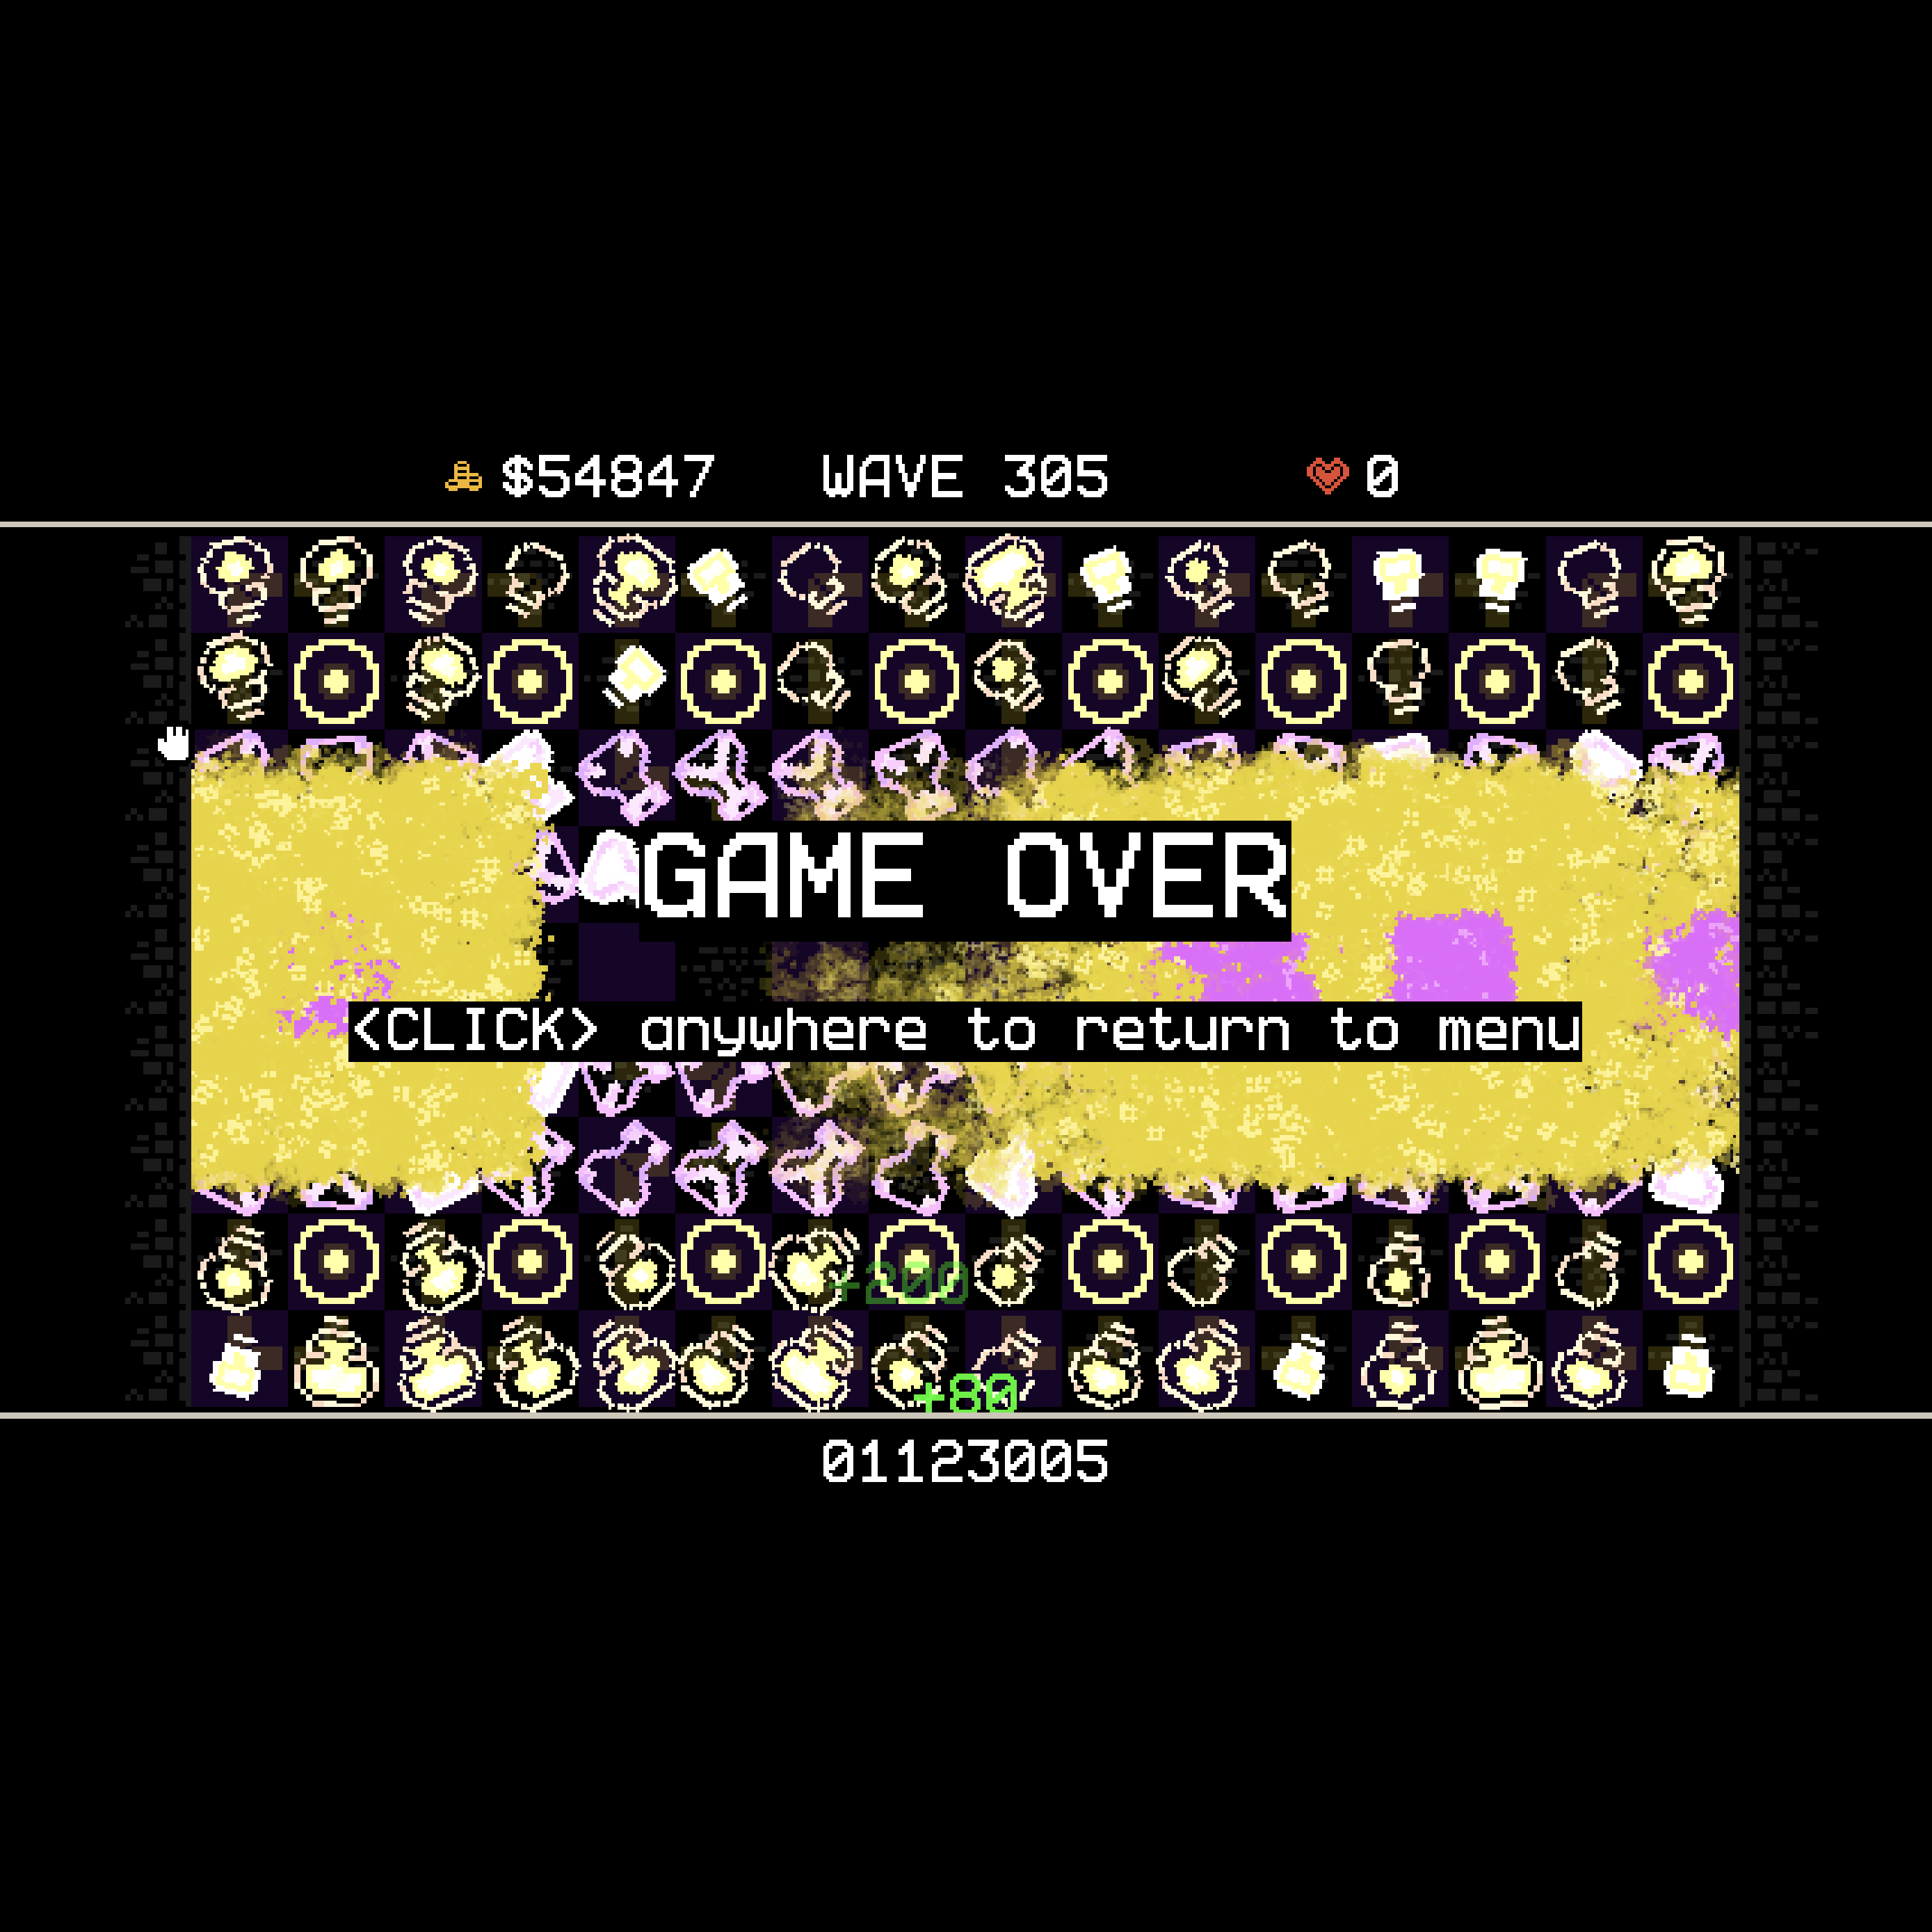 $54847 WAVE 305 0
GAME OVER
<CLICK> anywhere to return to menu
+200
+80
01123005